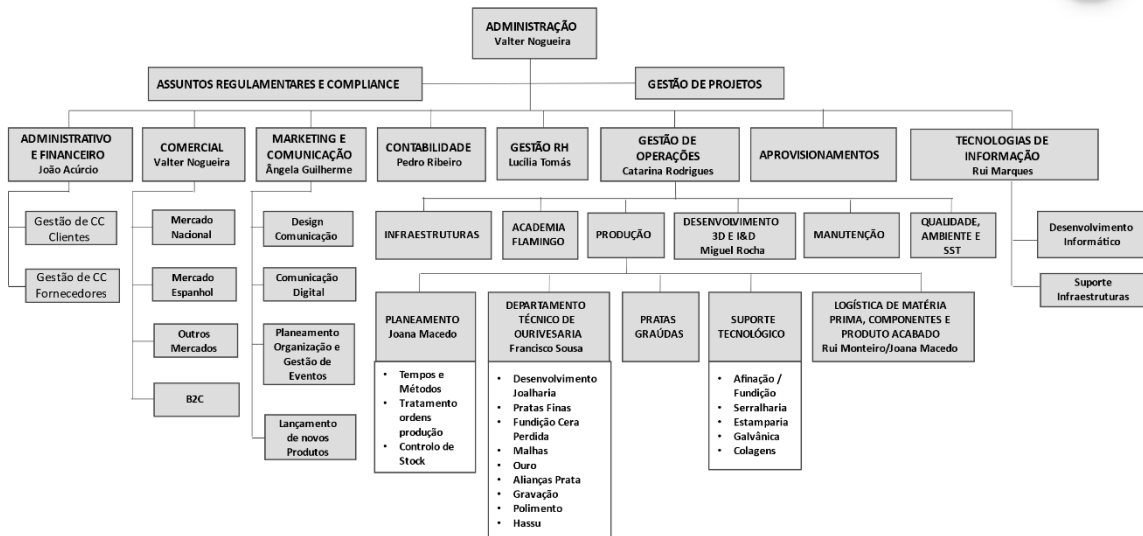 ADMINISTRAÇÃO
Valter Nogueira
ASSUNTOS REGULAMENTARES E COMPLIANCE
GESTÃO DE PROJETOS
ADMINISTRATIVO
E FINANCEIRO
João Acúrcio
COMERCIAL
Valter Nogueira
MARKETING E
COMUNICAÇÃO
Ângela Guilherme
CONTABILIDADE
Pedro Ribeiro
GESTÃO RH
Lucília Tomás
GESTÃO DE
OPERAÇÕES
Catarina Rodrigues
APROVISIONAMENTOS
TECNOLOGIAS DE
INFORMAÇÃO
Rui Marques
Gestão de CC
Clientes
Gestão de CC
Fornecedores
Mercado
Nacional
Mercado
Espanhol
Outros
Mercados
B2C
Design
Comunicação
Comunicação
Digital
Planeamento
Organização e
Gestão de
Eventos
Lançamento
de novos
Produtos
INFRAESTRUTURAS
ACADEMIA
FLAMINGO
PRODUÇÃO
DESENVOLVIMENTO
3D E I&D
Miguel Rocha
MANUTENÇÃO
QUALIDADE,
AMBIENTE E
SST
Desenvolvimento
Informático
Suporte
Infraestruturas
PLANEAMENTO
Joana Macedo
• Tempos e
Métodos
• Tratamento
ordens
produção
• Controlo de
Stock
DEPARTAMENTO
TÉCNICO DE
OURIVESARIA
Francisco Sousa
• Desenvolvimento
Joalharia
• Pratas Finas
• Fundição Cera
Perdida
• Malhas
• Ouro
• Alianças Prata
• Gravação
• Polimento
• Hassu
PRATAS
GRAÚDAS
SUPORTE
TECNOLÓGICO
• Afinação /
Fundição
• Serralharia
• Estamparia
• Galvânica
• Colagens
LOGÍSTICA DE MATÉRIA
PRIMA, COMPONENTES E
PRODUTO ACABADO
Rui Monteiro/Joana Macedo